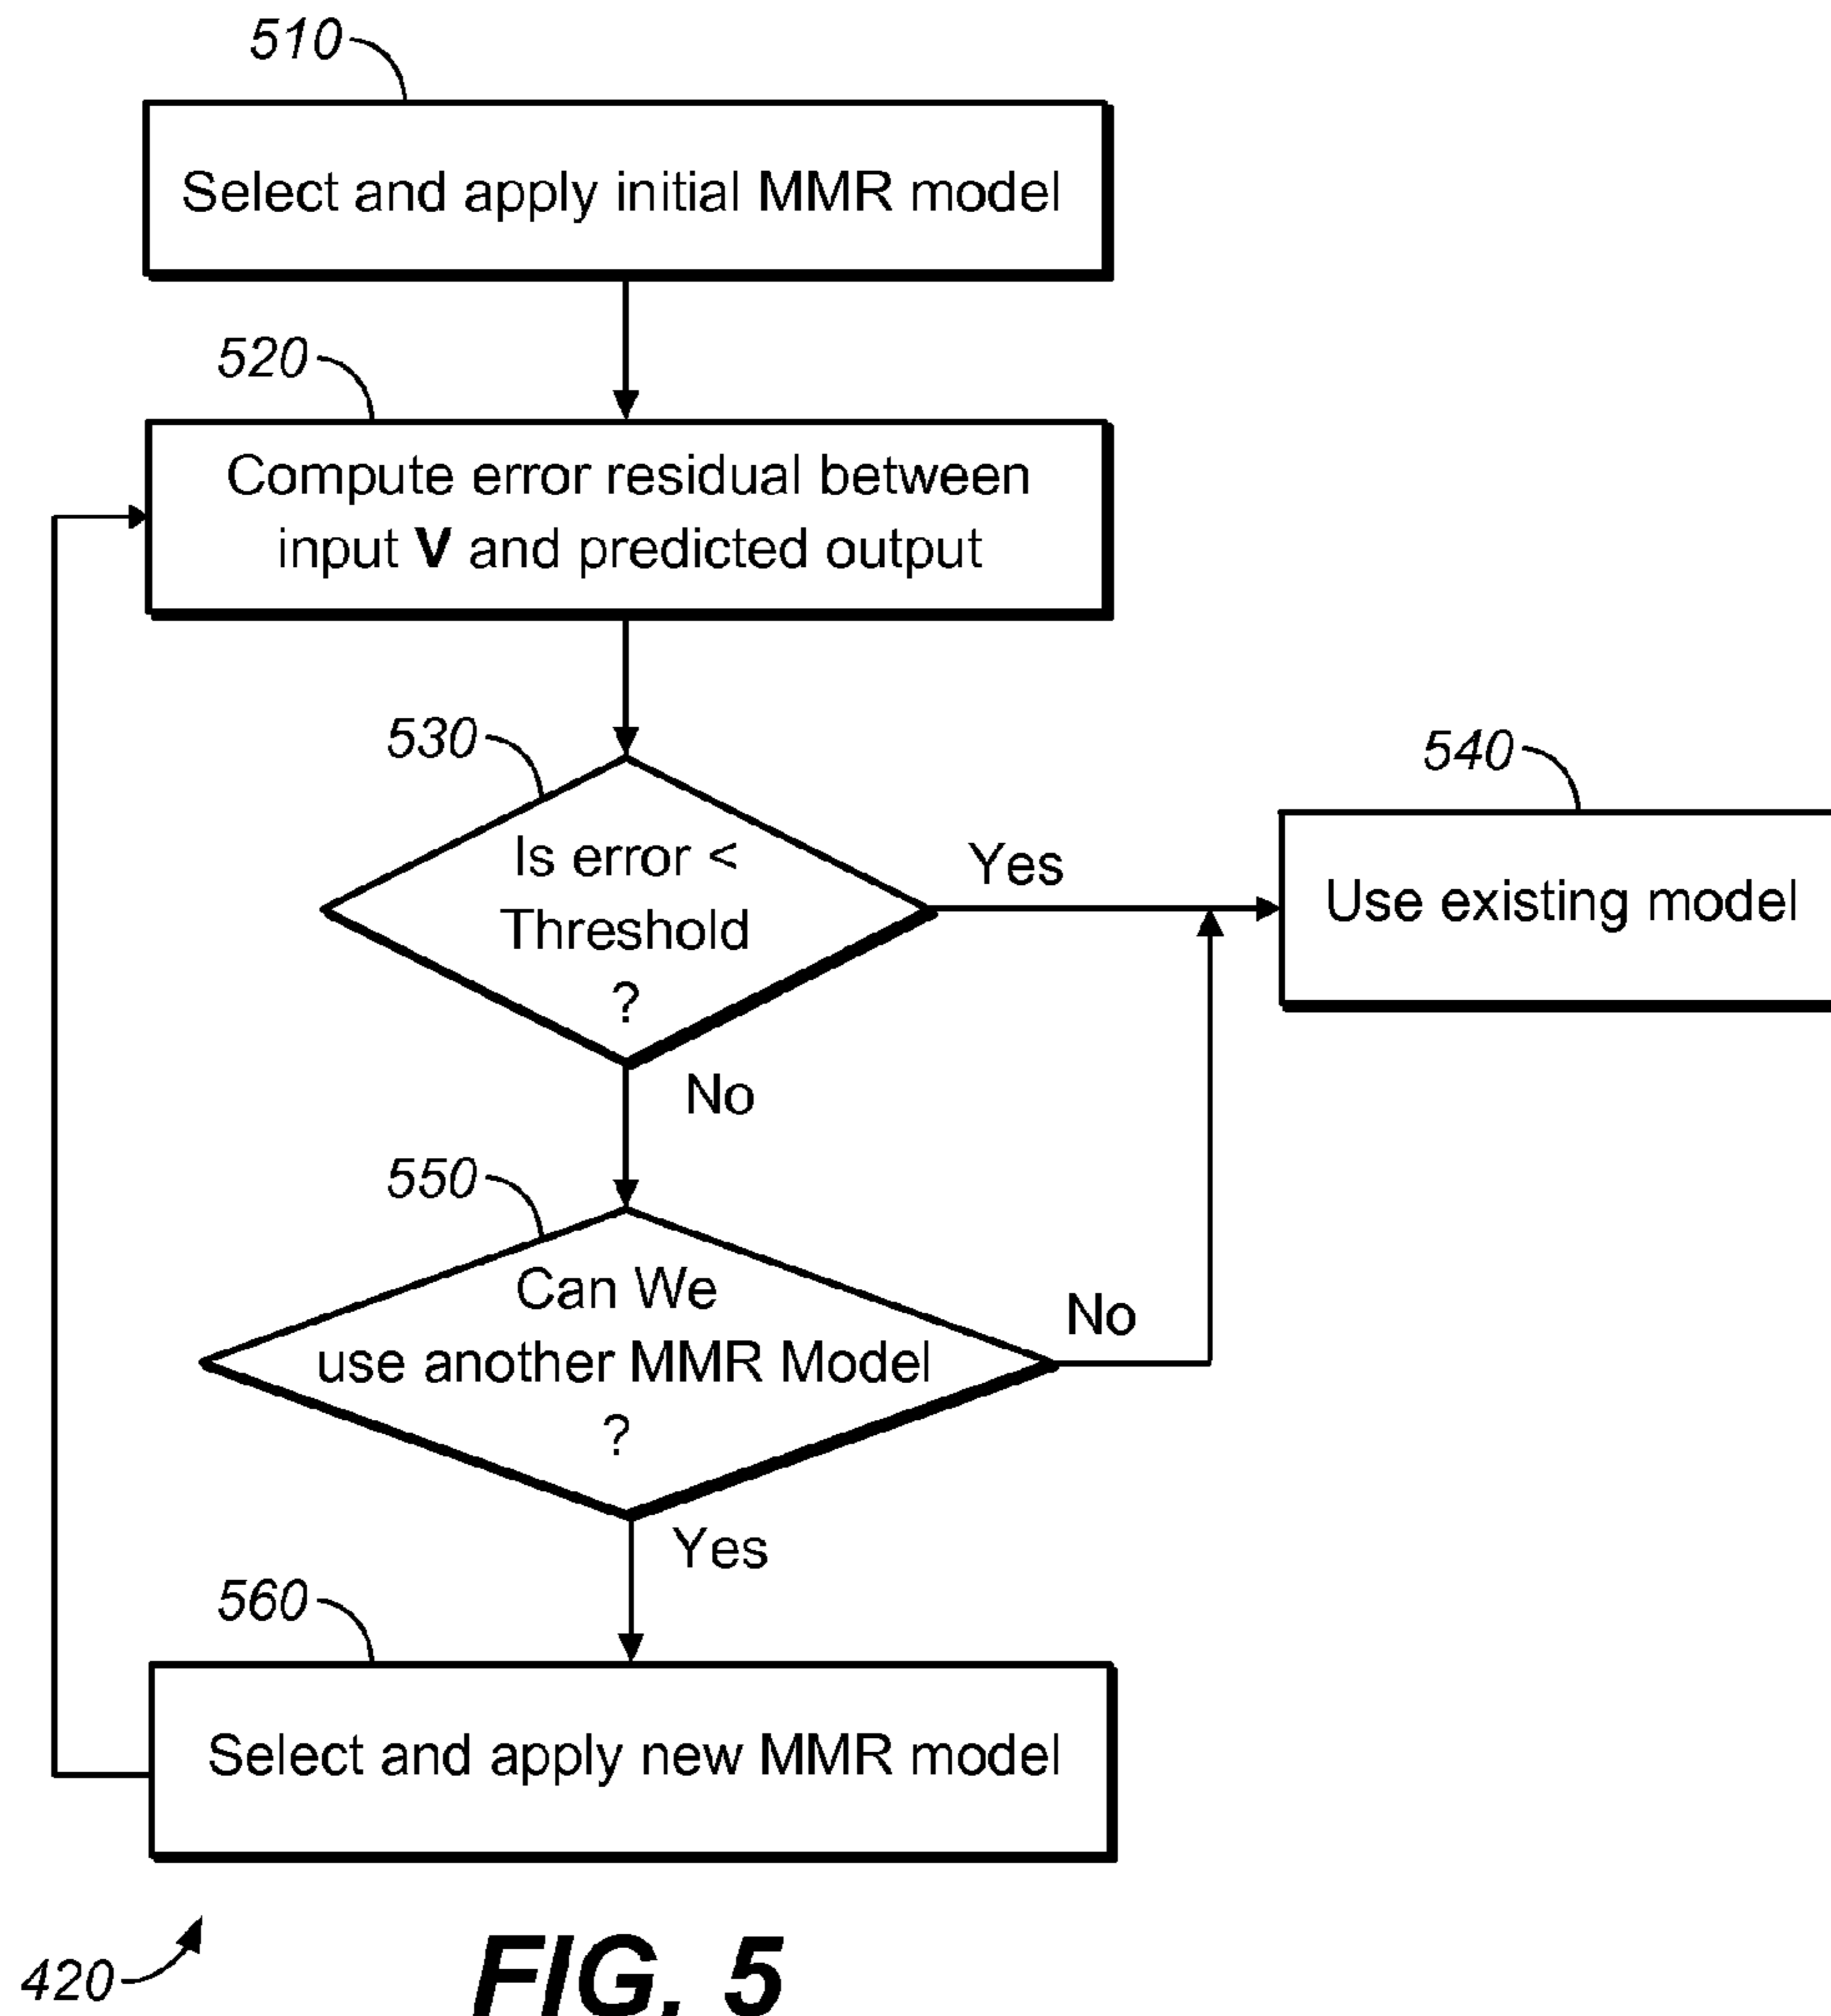 510
Select and apply initial MMR model
520
Compute error residual between
input V and predicted output
530
Is error <
Threshold
?
Yes
540
Use existing model
No
550
Can We
use another MMR Model
?
No
Yes
560
Select and apply new MMR model
420
FIG. 5